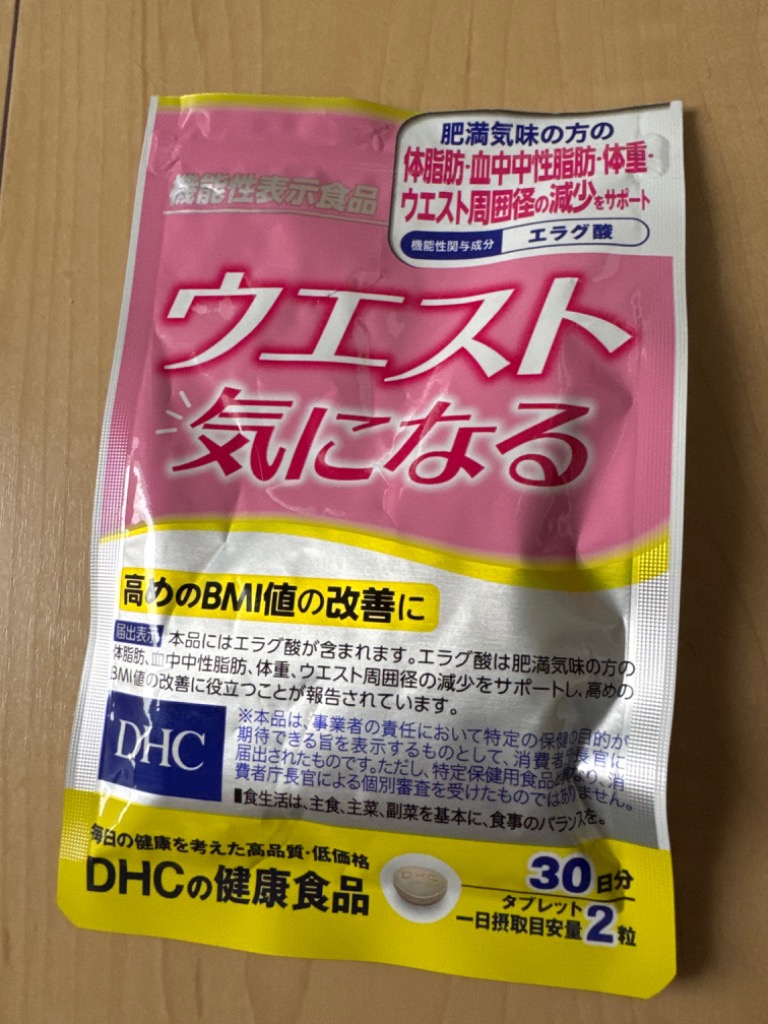 機能性表示食品
肥満気味の方の
体脂肪・血中中性脂肪・体重・
ウエスト周囲径の減少をサポート
機能性関与成分 エラグ酸
ウエスト
気になる
高めのBMI値の改善に
届出表示 本品にはエラグ酸が含まれます。エラグ酸は肥満気味の方の
体脂肪、血中中性脂肪、体重、ウエスト周囲径の減少をサポートし、高めの
BMI値の改善に役立つことが報告されています。
DHC
※本品は、事業者の責任において特定の保健の目的が
期待できる旨を表示するものとして、消費者庁長官に
届出されたものです。ただし、特定保健用食品と異なり、消
費者庁長官による個別審査を受けたものではありません。
■食生活は、主食、主菜、副菜を基本に、食事のバランスを。
毎日の健康を考えた高品質・低価格
DHCの健康食品
DHC
30日分
タブレット
一日摂取目安量2粒